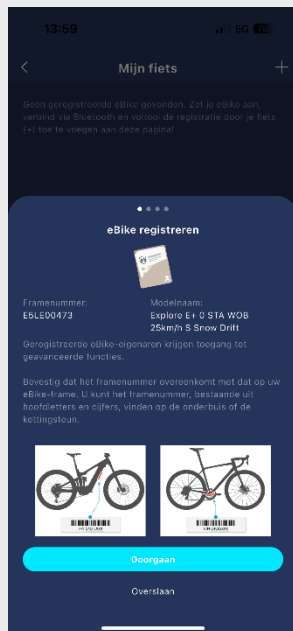 13:59
5G
Mijn fiets
Geen geregistreerde eBike gevonden. Zet je eBike aan,
verbind via Bluetooth en voltooi de registratie door je fiets
(+) toe te voegen aan deze pagina!
eBike registreren
Framenummer:
E5LE00473
Modelnaam:
Explore E+ 0 STA WOB
25km/h S Snow Drift
Geregistreerde eBike-eigenaren krijgen toegang tot
geavanceerde functies.
Bevestig dat het framenummer overeenkomt met dat op uw
eBike-frame. U kunt het framenummer, bestaande uit
hoofdletters en cijfers, vinden op de onderbuis of de
kettingsteun.
Doorgaan
Overslaan